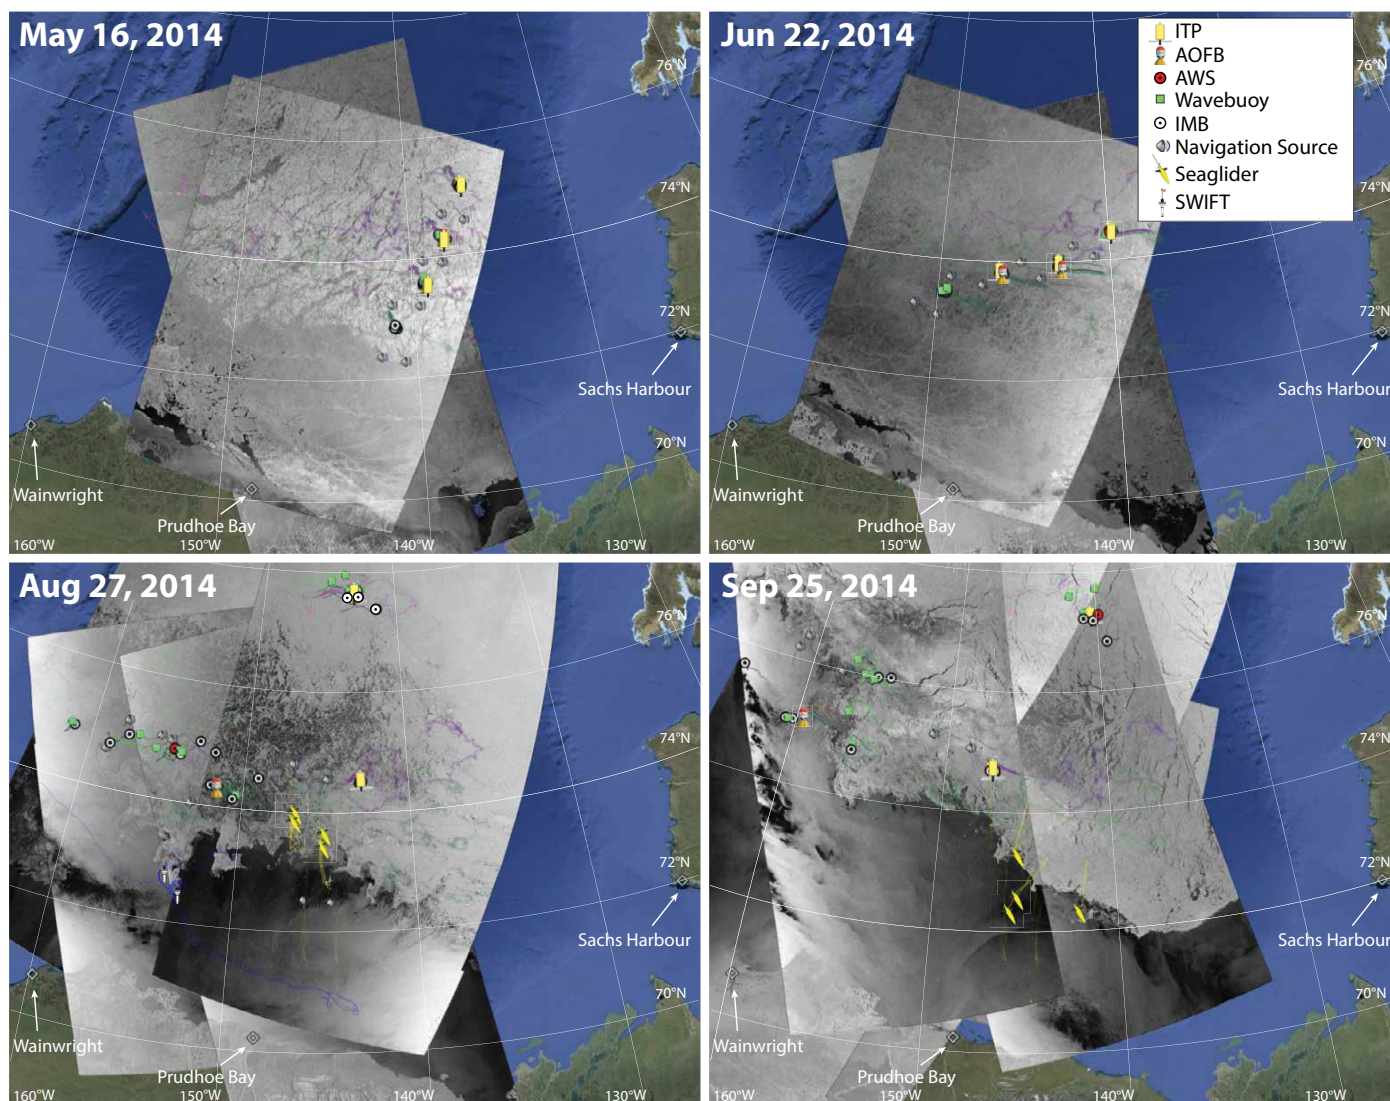 May 16, 2014
76°N
74°N
72°N
Sachs Harbour
70°N
Wainwright
Prudhoe Bay
160°W
150°W
140°W
130°W
Jun 22, 2014
ITP
AOFB
AWS
Wavebuoy
IMB
Navigation Source
Seaglider
SWIFT
76°N
74°N
72°N
Sachs Harbour
70°N
Wainwright
Prudhoe Bay
160°W
150°W
140°W
130°W
Aug 27, 2014
76°N
74°N
72°N
Sachs Harbour
70°N
Wainwright
Prudhoe Bay
160°W
150°W
140°W
130°W
Sep 25, 2014
76°N
74°N
72°N
Sachs Harbour
70°N
Wainwright
Prudhoe Bay
160°W
150°W
140°W
130°W